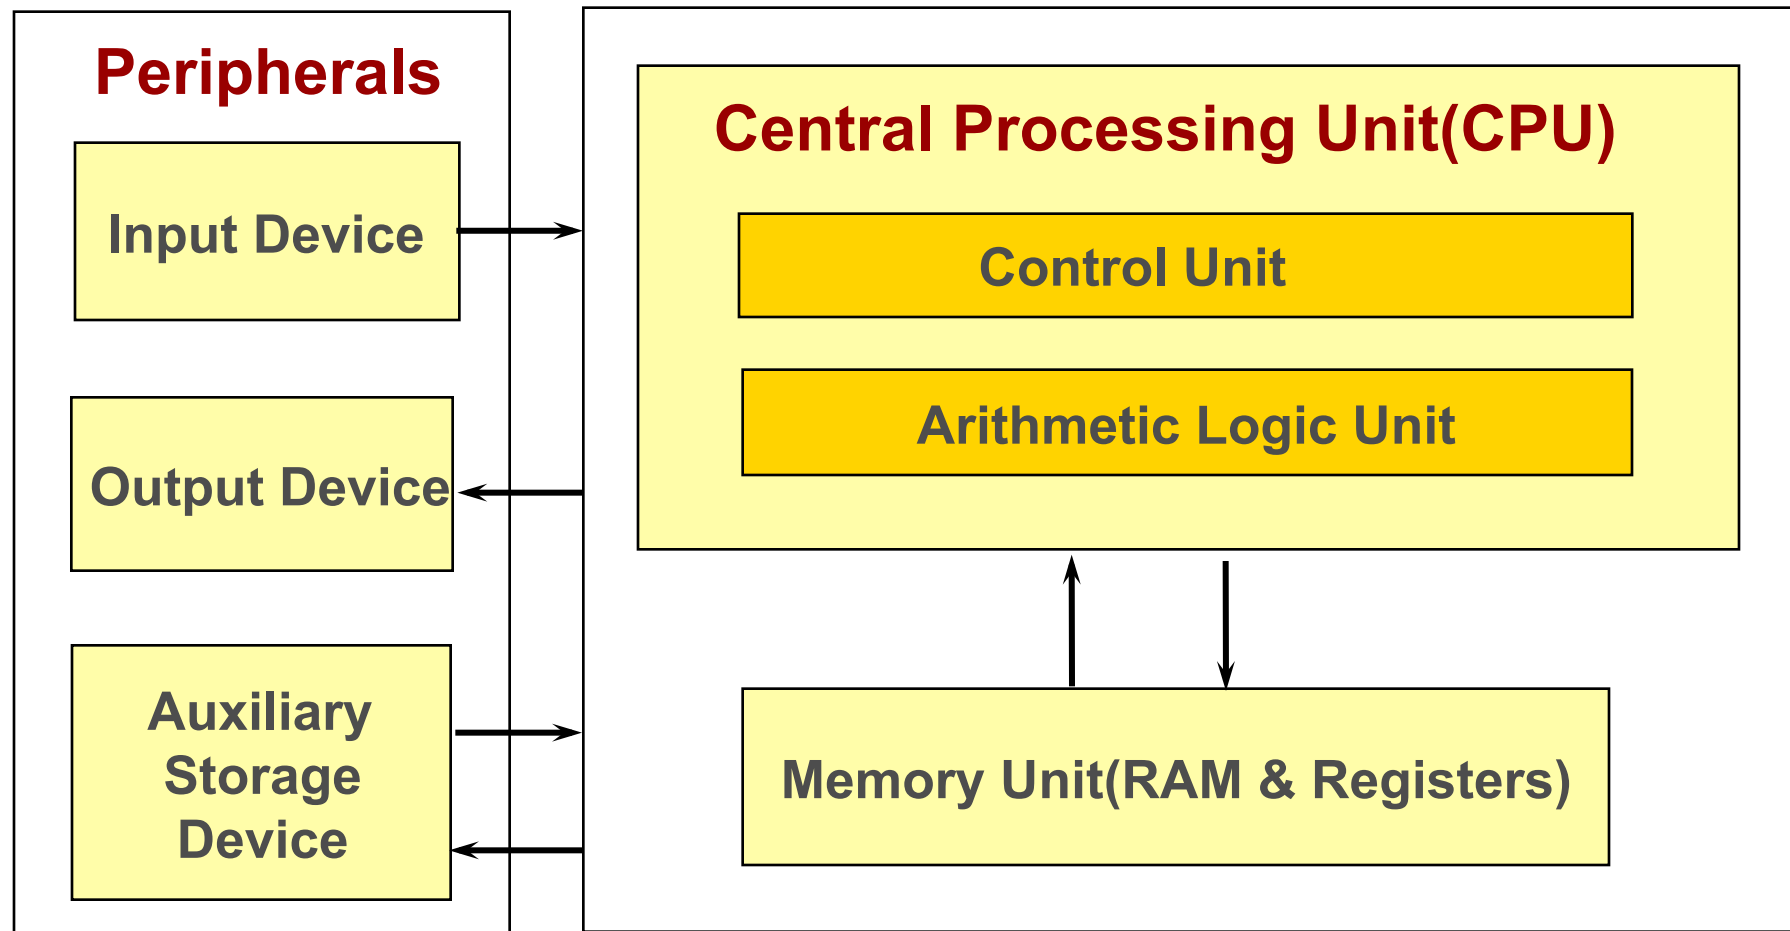 Peripherals
Input Device
Output Device
Auxiliary
Storage
Device
Central Processing Unit(CPU)
Control Unit
Arithmetic Logic Unit
Memory Unit(RAM & Registers)